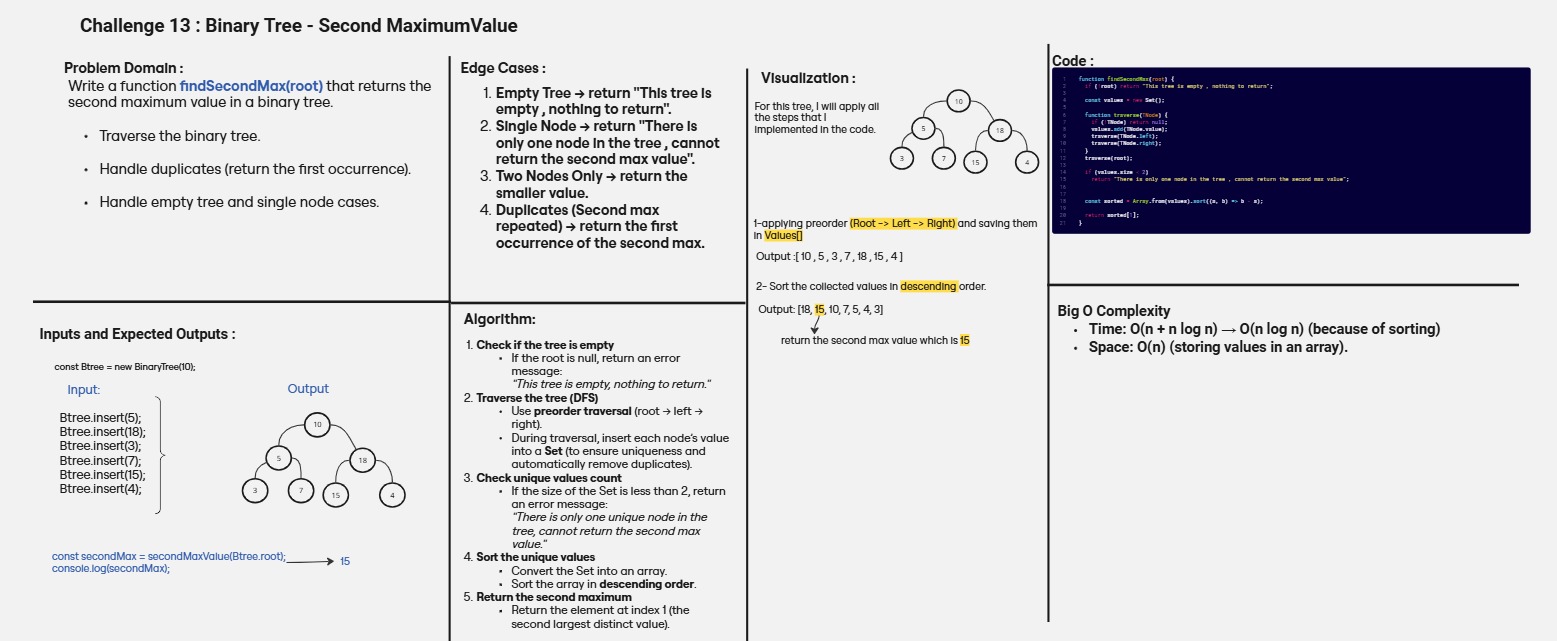 Challenge 13 : Binary Tree - Second MaximumValue
Problem Domain :
Write a function findSecondMax(root) that returns the
second maximum value in a binary tree.
• Traverse the binary tree.
• Handle duplicates (return the first occurrence).
• Handle empty tree and single node cases.
Edge Cases :
1. Empty Tree → return "This tree is
empty , nothing to return".
2. Single Node → return "There is
only one node in the tree , cannot
return the second max value".
3. Two Nodes Only → return the
smaller value.
4. Duplicates (Second max
repeated) → return the first
occurrence of the second max.
Visualization :
For this tree, I will apply all
the steps that I
implemented in the code.
10
5
18
3
7
15
4
1-applying preorder (Root -> Left -> Right) and saving them
in Values[]
Output :[ 10 , 5 , 3 , 7 , 18 , 15 , 4 ]
2- Sort the collected values in descending order.
Output: [18, 15, 10, 7, 5, 4, 3]
return the second max value which is 15
Code :
1 function findSecondMax(root) {
2 if (!root) return "This tree is empty , nothing to return";
3
4 const values = new Set();
5
6 function traverse(TNode) {
7 if (!TNode) return null;
8 values.add(TNode.value);
9 traverse(TNode.left);
10 traverse(TNode.right);
11 }
12 traverse(root);
13
14 if (values.size < 2)
15 return "There is only one node in the tree , cannot return the second max value";
16
17
18 const sorted = Array.from(values).sort((a, b) => b - a);
19
20 return sorted[1];
21 }
Inputs and Expected Outputs :
const Btree = new BinaryTree(10);
Input:
Output
Btree.insert(5);
Btree.insert(18);
Btree.insert(3);
Btree.insert(7);
Btree.insert(15);
Btree.insert(4);
10
5
18
3
7
15
4
const secondMax = secondMaxValue(Btree.root);
15
console.log(secondMax);
Algorithm:
1. Check if the tree is empty
• If the root is null, return an error
message:
"This tree is empty, nothing to return."
2. Traverse the tree (DFS)
• Use preorder traversal (root → left →
right).
• During traversal, insert each node's value
into a Set (to ensure uniqueness and
automatically remove duplicates).
3. Check unique values count
• If the size of the Set is less than 2, return
an error message:
"There is only one unique node in the
tree, cannot return the second max
value."
4. Sort the unique values
• Convert the Set into an array.
• Sort the array in descending order.
5. Return the second maximum
• Return the element at index 1 (the
second largest distinct value).
Big O Complexity
• Time: O(n + n log n) → O(n log n) (because of sorting)
• Space: O(n) (storing values in an array).